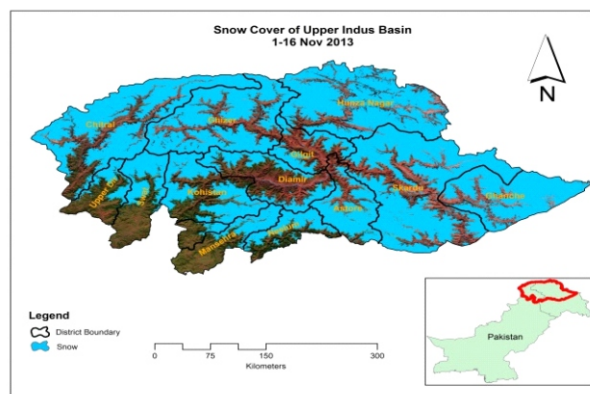 Snow Cover of Upper Indus Basin
1-16 Nov 2013
N
Hunza Nagar
Chitral
Ghizer
Gilgit
Upper Dir
Swat
Kohistan
Diamir
Astore
Skardu
Ghanche
Mansehra
Legend
District Boundary
Snow
0 75 150 300
Kilometers
Pakistan